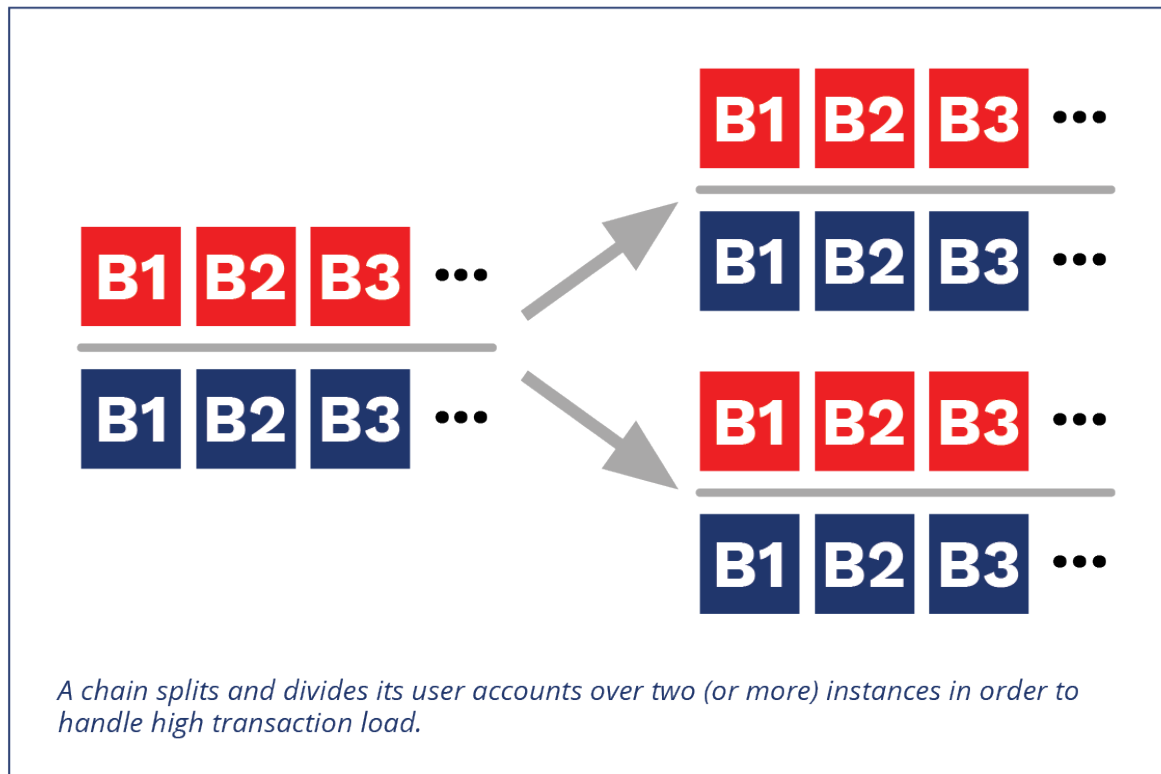 B1 B2 B3 •••
B1 B2 B3 •••
B1 B2 B3 •••
B1 B2 B3 •••
B1 B2 B3 •••
B1 B2 B3 •••
A chain splits and divides its user accounts over two (or more) instances in order to
handle high transaction load.